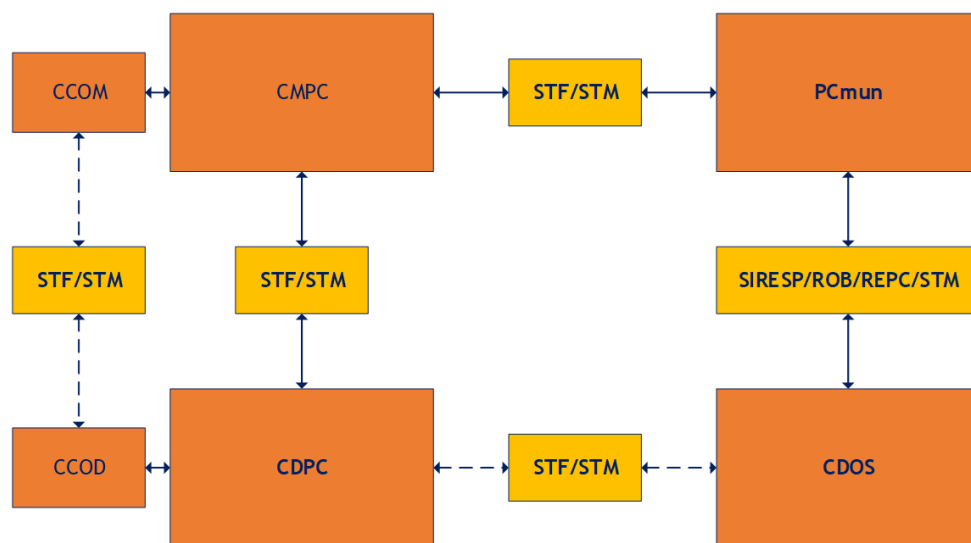 CCOM
CMPC
STF/STM
PCmun
STF/STM
STF/STM
SIRESP/ROB/REPC/STM
CCOD
CDPC
STF/STM
CDOS